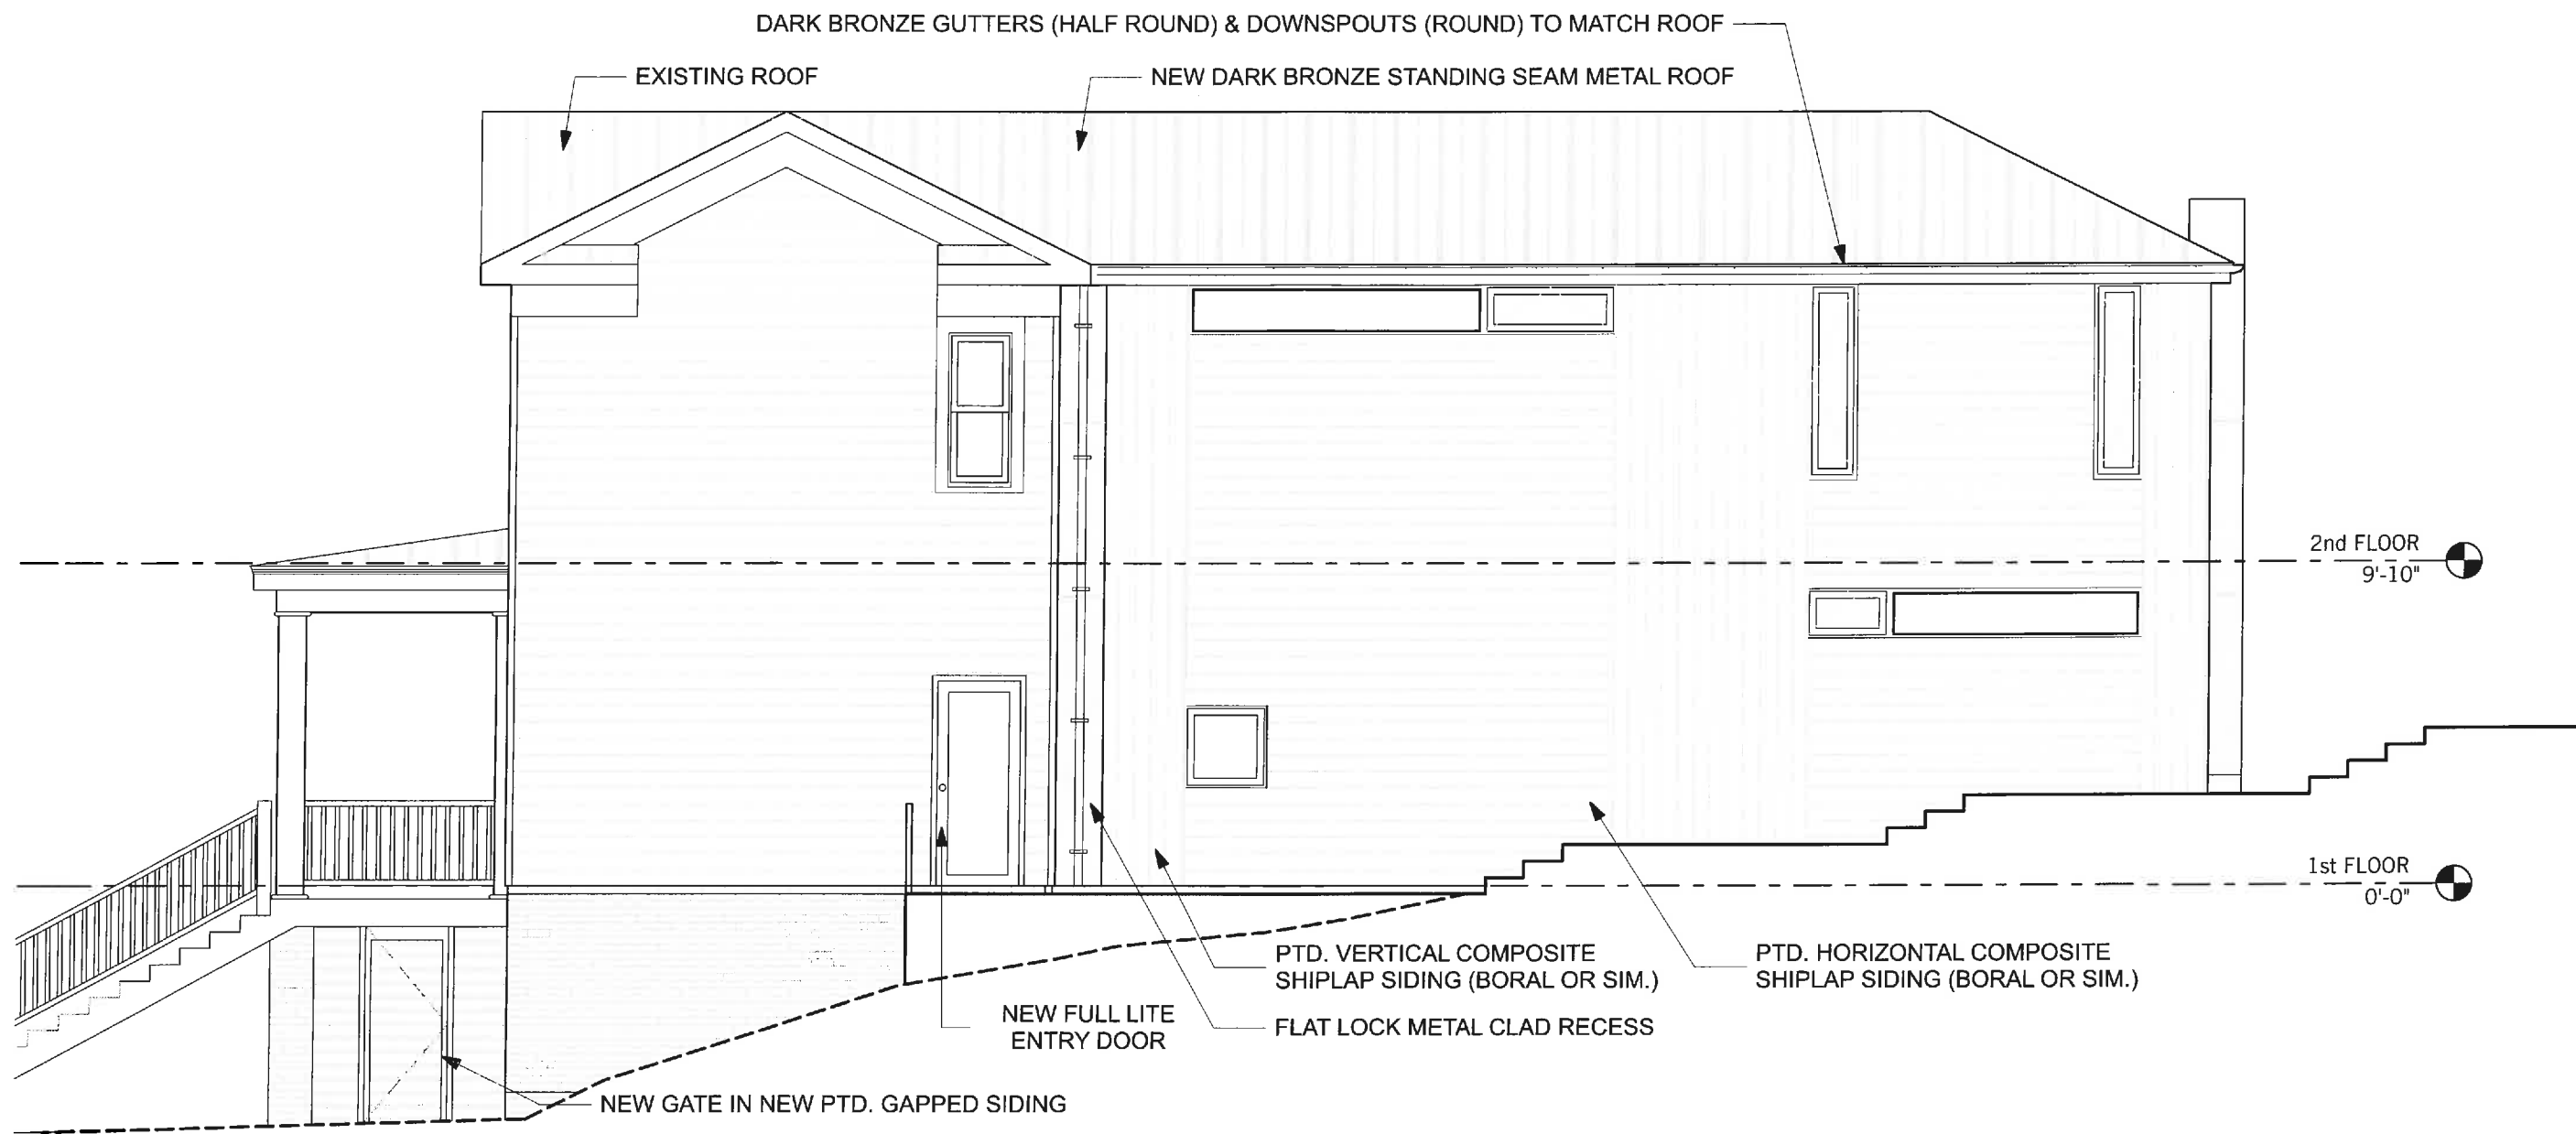 DARK BRONZE GUTTERS (HALF ROUND) & DOWNSPOUTS (ROUND) TO MATCH ROOF
EXISTING ROOF
NEW DARK BRONZE STANDING SEAM METAL ROOF
2nd FLOOR
9'-10"
1st FLOOR
0'-0"
PTD. VERTICAL COMPOSITE
SHIPLAP SIDING (BORAL OR SIM.)
PTD. HORIZONTAL COMPOSITE
SHIPLAP SIDING (BORAL OR SIM.)
NEW FULL LITE
ENTRY DOOR
FLAT LOCK METAL CLAD RECESS
NEW GATE IN NEW PTD. GAPPED SIDING